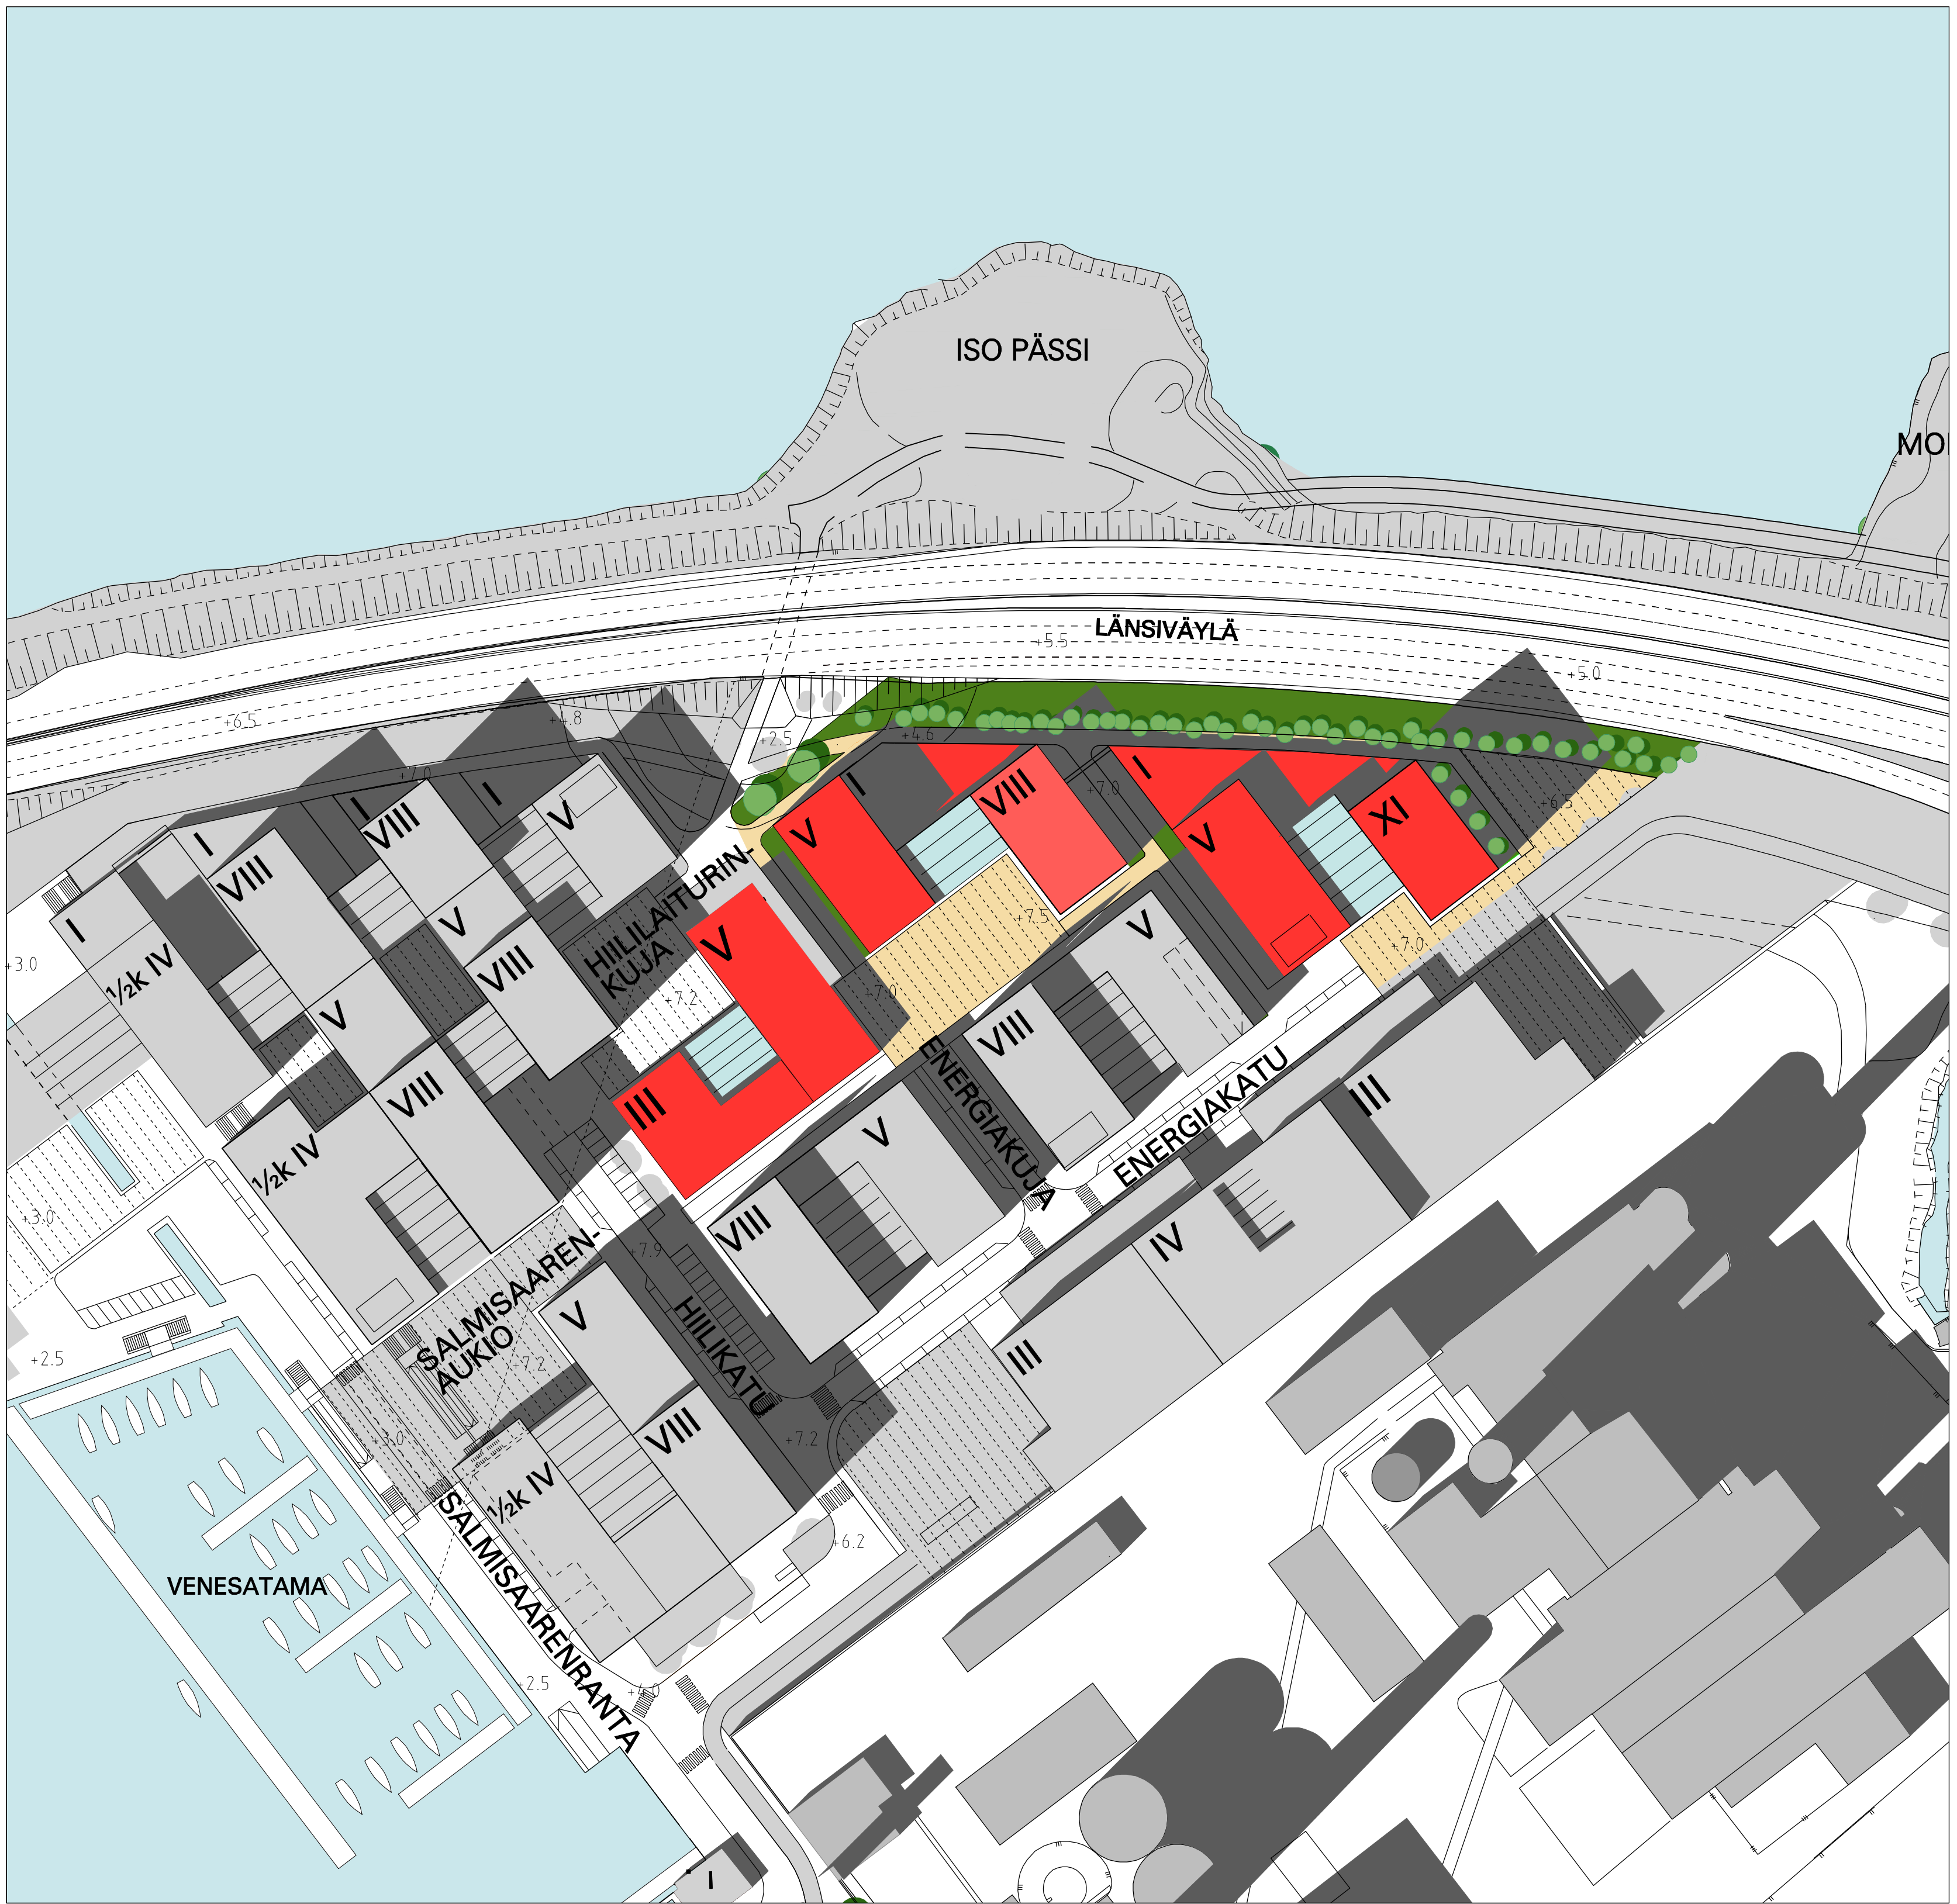 ISO PÄSSI
LÄNSIVÄYLÄ
+5.5
+5.0
+6.5
+4.8
+2.5
+4.6
+7.0
I
I
I
VIII
V
VIII
I
VIII
V
I
V
XI
V
+7.0
+6.5
HIILILAITURIN-
KUJA
+7.2
V
+7.5
V
+7.0
I
½k IV
V
VIII
+3.0
V
VIII
+7.0
ENERGIAKUJA
ENERGIAKATU
III
III
½k IV
VIII
V
VIII
IV
III
+3.0
SALMISAAREN-
AUKIO
+7.2
+7.9
HIILIKATU
V
VIII
+7.2
+2.5
+3.0
½k IV
+6.2
VENESATAMA
SALMISAARENRANTA
+2.5
+4.0
I